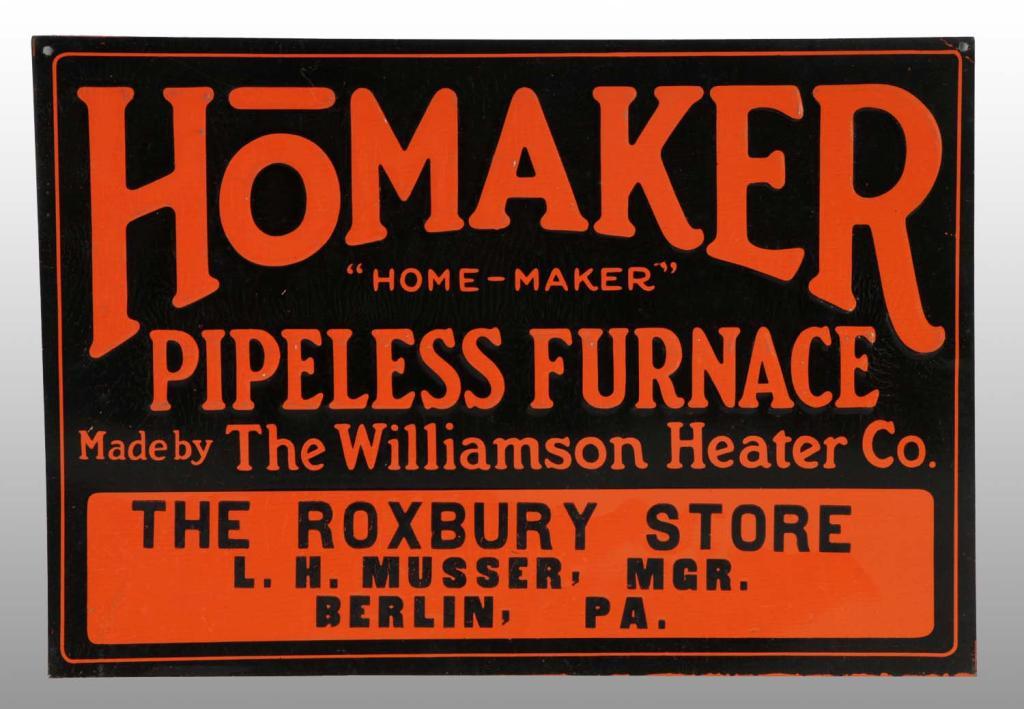 HōMAKER
"HOME-MAKER"
PIPELESS FURNACE
Made by The Williamson Heater Co.
THE ROXBURY STORE
L. H. MUSSER, MGR.
BERLIN, PA.